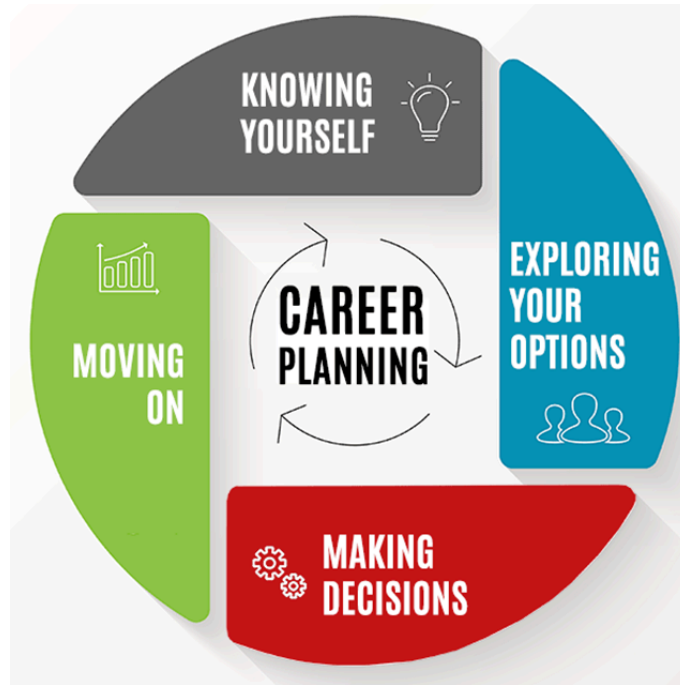 KNOWING
YOURSELF
EXPLORING
YOUR
OPTIONS
CAREER
PLANNING
MOVING
ON
MAKING
DECISIONS